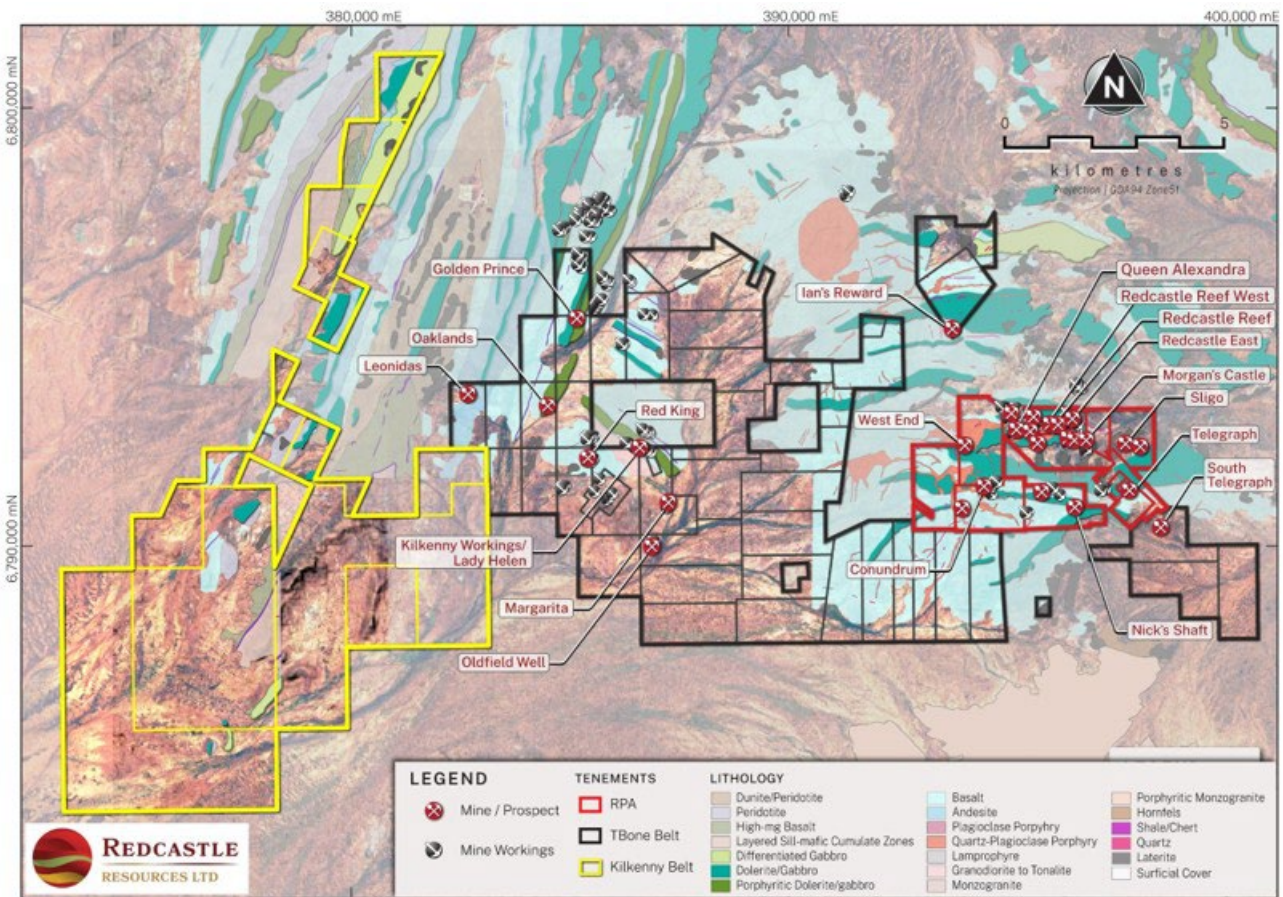 380,000 mE
390,000 mE
400,000 mE
6,800,000 mN
6,790,000 mN
N
0
5
kilometres
Projection | GDA94 Zone51
Golden Prince
Oaklands
Leonidas
Red King
Kilkenny Workings/
Lady Helen
Margarita
Oldfield Well
Ian's Reward
Queen Alexandra
Redcastle Reef West
Redcastle Reef
Redcastle East
Morgan's Castle
Sligo
West End
Telegraph
South
Telegraph
Conundrum
Nick's Shaft
LEGEND
Mine / Prospect
Mine Workings
TENEMENTS
RPA
TBone Belt
Kilkenny Belt
LITHOLOGY
Dunite/Peridotite
Peridotite
High-mg Basalt
Layered Sill-mafic Cumulate Zones
Differentiated Gabbro
Dolerite/Gabbro
Porphyritic Dolerite/gabbro
Basalt
Andesite
Plagioclase Porpyhry
Quartz-Plagioclase Porphyry
Lamprophyre
Granodiorite to Tonalite
Monzogranite
Porphyritic Monzogranite
Hornfels
Shale/Chert
Quartz
Laterite
Surficial Cover
REDCASTLE
RESOURCES LTD